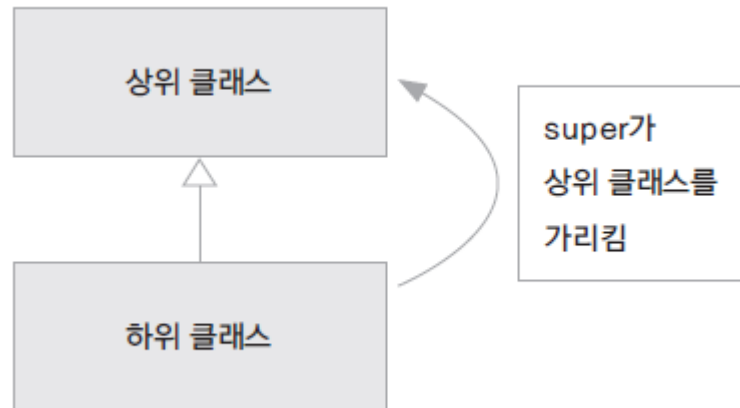 상위 클래스
super가
상위 클래스를
가리킴
하위 클래스